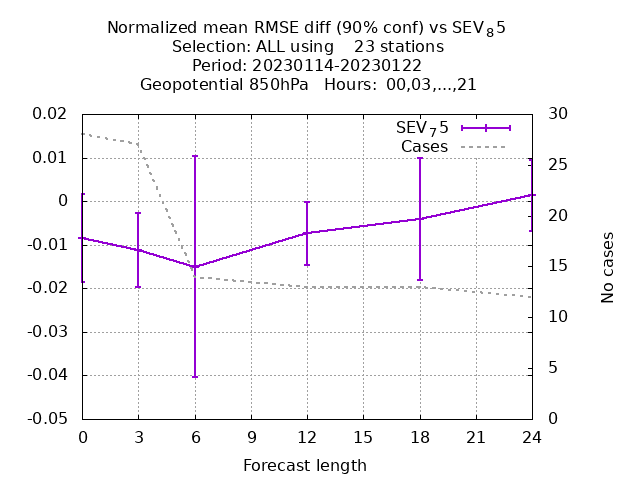 Normalized mean RMSE diff (90% conf) vs SEV₈5
Selection: ALL using 23 stations
Period: 20230114-20230122
Geopotential 850hPa Hours: 00,03,...,21
SEV₇5
Cases
0.02
0.01
0
-0.01
-0.02
-0.03
-0.04
-0.05
30
25
20
15
10
5
0
No cases
0 3 6 9 12 15 18 21 24
Forecast length